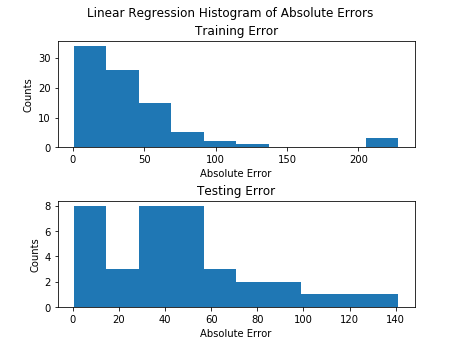 Linear Regression Histogram of Absolute Errors
Training Error
30
20
10
0
Counts
0 50 100 150 200
Absolute Error
Testing Error
8
6
4
2
0
Counts
0 20 40 60 80 100 120 140
Absolute Error